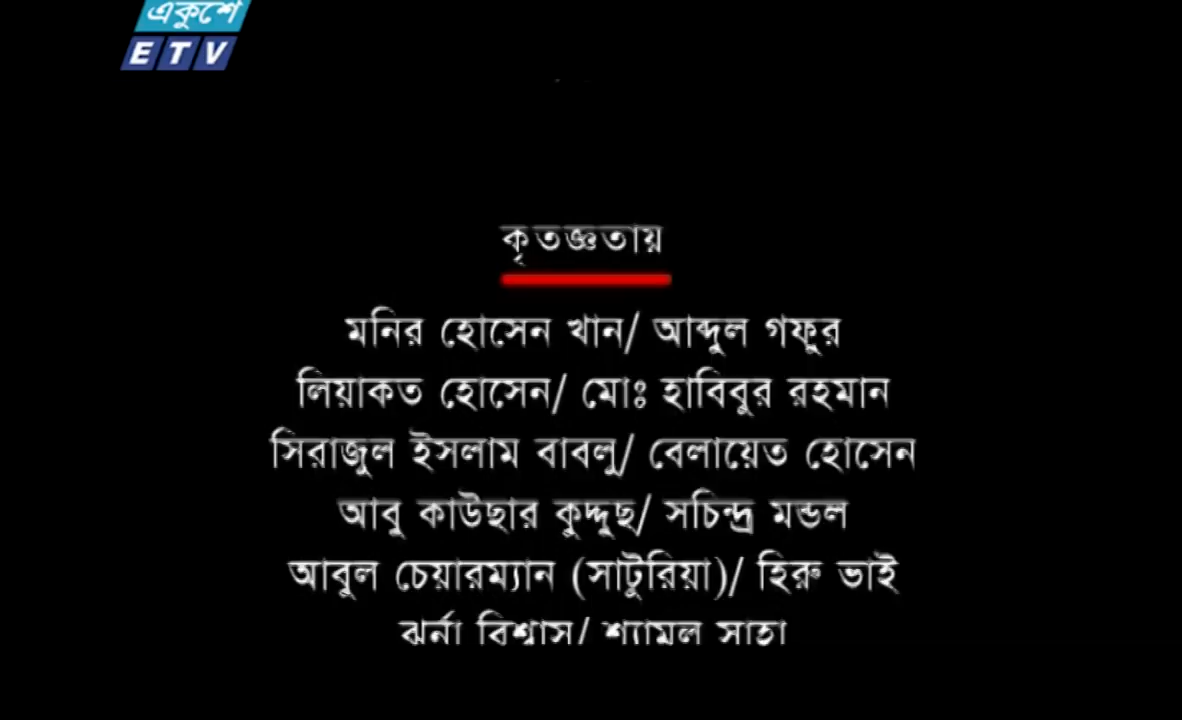 একুশে
ETV
কৃতজ্ঞতায়
মনির হোসেন খান/ আব্দুল গফুর
লিয়াকত হোসেন/ মোঃ হাবিবুর রহমান
সিরাজুল ইসলাম বাবলু/ বেলায়েত হোসেন
আবু কাউছার কুদ্দুছ/ সচিন্দ্র মন্ডল
আবুল চেয়ারম্যান (সাটুরিয়া)/ হিরু ভাই
ঝর্না বিশ্বাস/ শ্যামল সাহা